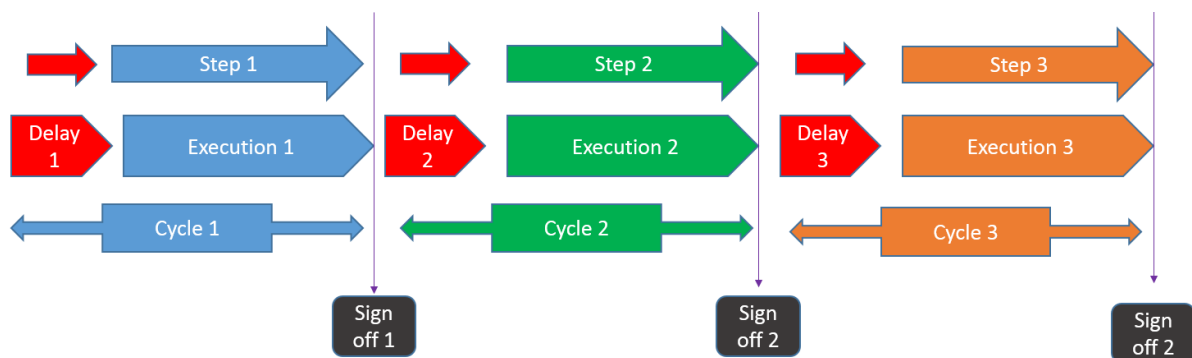 Step 1
Step 2
Step 3
Delay
1
Execution 1
Delay
2
Execution 2
Delay
3
Execution 3
Cycle 1
Cycle 2
Cycle 3
Sign
off 1
Sign
off 2
Sign
off 2